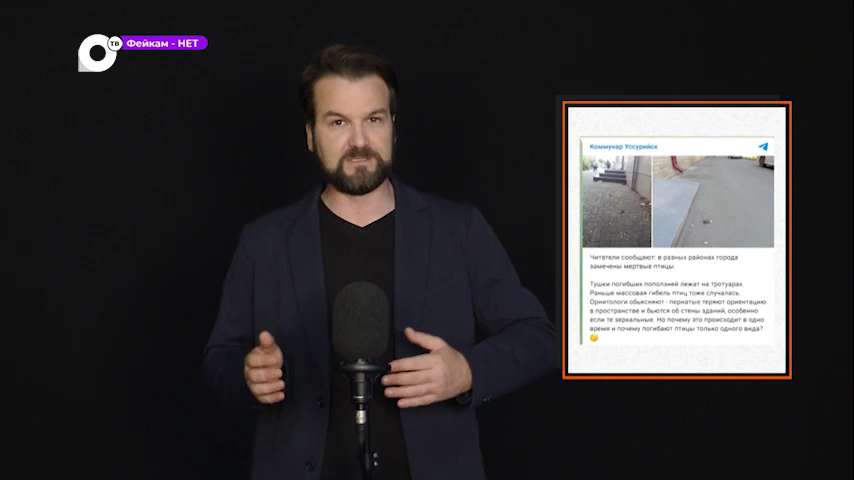 ТВ
Фейкам - НЕТ
Коммунар Уссурийск
Читатели сообщают: в разных районах города
замечены мертвые птицы.
Тушки погибших поползней лежат на тротуарах.
Раньше массовая гибель птиц тоже случалась.
Орнитологи объясняют - пернатые теряют ориентацию
в пространстве и бьются об стены зданий, особенно
если те зеркальные. Но почему это происходит в одно
время и почему погибают птицы только одного вида?